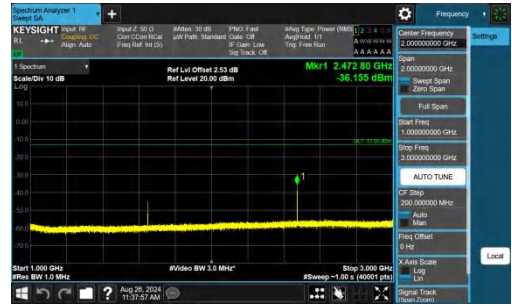 Spectrum Analyzer 1
Swept SA
Frequency
KEYSIGHT Input: RF
Coupling: DC
Align: Auto
Input Z: 50 Ω
Corr CCorr RCal
Freq Ref: Int (S)
#Atten: 30 dB
µW Path: Standard
PNO: Fast
Gate: Off
IF Gain: Low
Sig Track: Off
#Avg Type: Power (RMS)
Avg|Hold: 1/1
Trig: Free Run
1 2 3 4 5 6
A W W W W W
A A A A A A
Center Frequency
2.000000000 GHz
Settings
Span
2.00000000 GHz
Swept Span
Zero Span
Full Span
Start Freq
1.000000000 GHz
Stop Freq
3.000000000 GHz
AUTO TUNE
CF Step
200.000000 MHz
Auto
Man
Freq Offset
0 Hz
X Axis Scale
Log
Lin
Signal Track
(Span Zoom)
Local
1 Spectrum
Scale/Div 10 dB
Log
Ref Lvl Offset 2.53 dB
Ref Level 20.00 dBm
Mkr1 2.472 80 GHz
-36.155 dBm
10.0
0.00
-10.0
-20.0
-30.0
-40.0
-50.0
-60.0
-70.0
1
Start 1.000 GHz
#Res BW 1.0 MHz
#Video BW 3.0 MHz*
Stop 3.000 GHz
#Sweep ~1.00 s (40001 pts)
?
Aug 26, 2024
11:37:57 AM